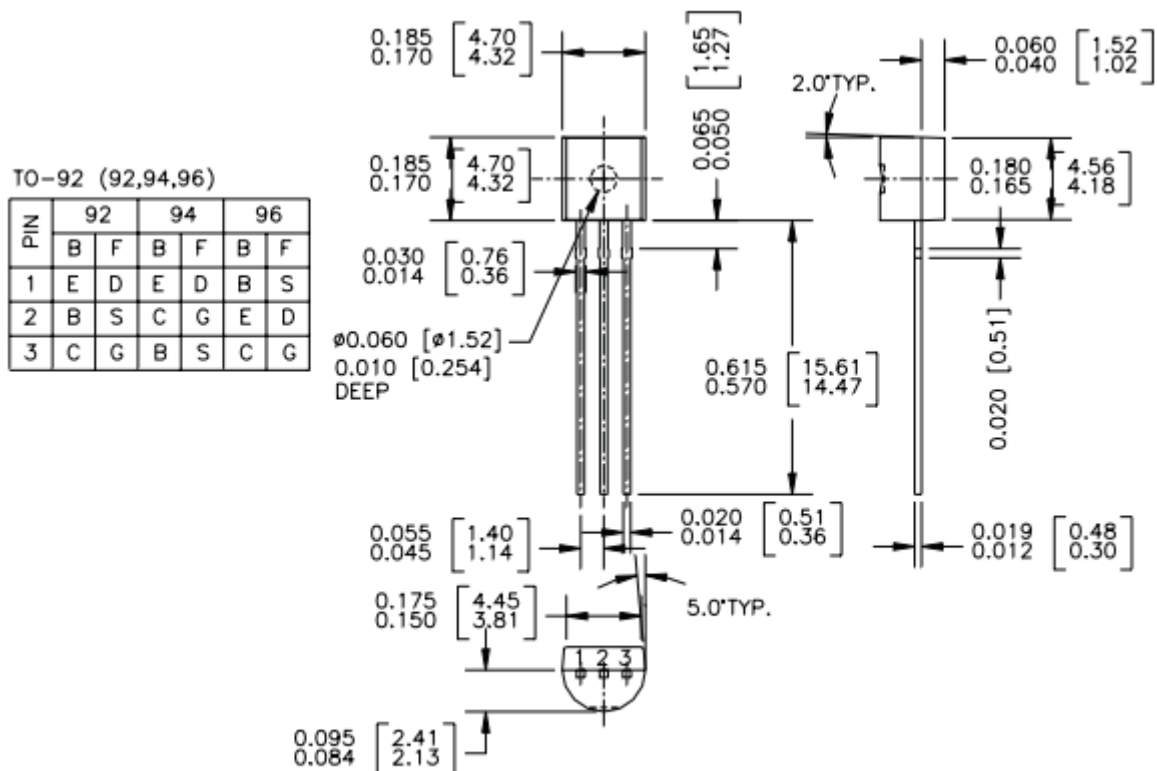 0.185 [4.70]
0.170 [4.32]
[1.65]
[1.27]
0.065
0.050
0.060 [1.52]
0.040 [1.02]
2.0°TYP.
0.185 [4.70]
0.170 [4.32]
0.180 [4.56]
0.165 [4.18]
TO-92 (92,94,96)
PIN 92 94 96
B F B F B F
1 E D E D B S
2 B S C G E D
3 C G B S C G
0.030 [0.76]
0.014 [0.36]
ø0.060 [ø1.52]
0.010 [0.254]
DEEP
0.615 [15.61]
0.570 [14.47]
0.020 [0.51]
0.055 [1.40]
0.045 [1.14]
0.020 [0.51]
0.014 [0.36]
0.019 [0.48]
0.012 [0.30]
0.175 [4.45]
0.150 [3.81]
5.0°TYP.
1 2 3
0.095 [2.41]
0.084 [2.13]